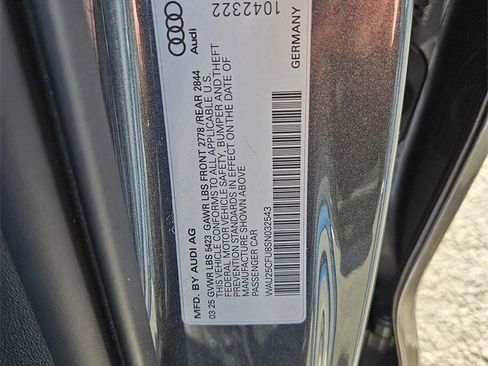 MFD. BY AUDI AG
03 25 GVWR LBS 5423 GAWR LBS FRONT 2778 / REAR 2844
THIS VEHICLE CONFORMS TO ALL APPLICABLE U.S.
FEDERAL MOTOR VEHICLE SAFETY, BUMPER AND THEFT
PREVENTION STANDARDS IN EFFECT ON THE DATE OF
MANUFACTURE SHOWN ABOVE
PASSENGER CAR
WAU25CFU8SN032543
Audi
1042322
GERMANY